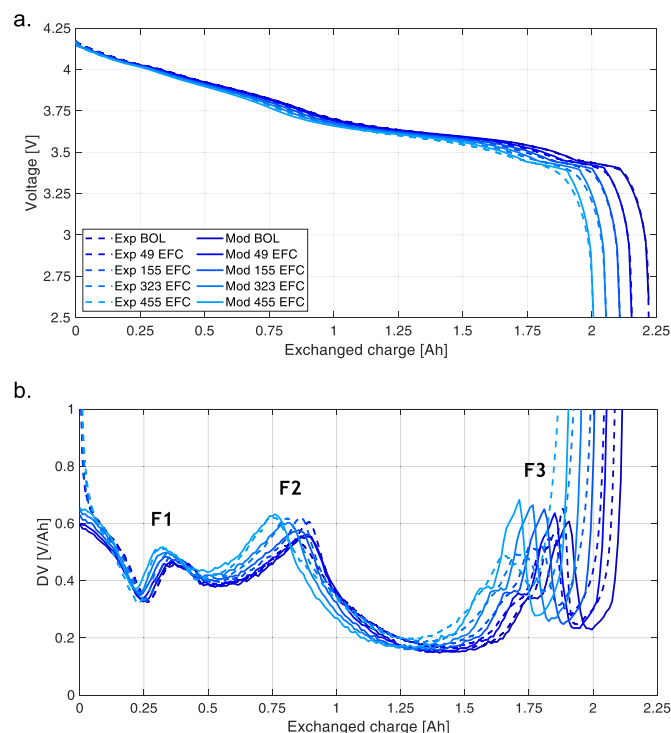 a.
4.25
4
3.75
3.5
3.25
3
2.75
2.5
Voltage [V]
Exp BOL Mod BOL
Exp 49 EFC Mod 49 EFC
Exp 155 EFC Mod 155 EFC
Exp 323 EFC Mod 323 EFC
Exp 455 EFC Mod 455 EFC
0 0.25 0.5 0.75 1 1.25 1.5 1.75 2 2.25
Exchanged charge [Ah]
b.
1
0.8
0.6
0.4
0.2
0
DV [V/Ah]
F1
F2
F3
0 0.25 0.5 0.75 1 1.25 1.5 1.75 2 2.25
Exchanged charge [Ah]